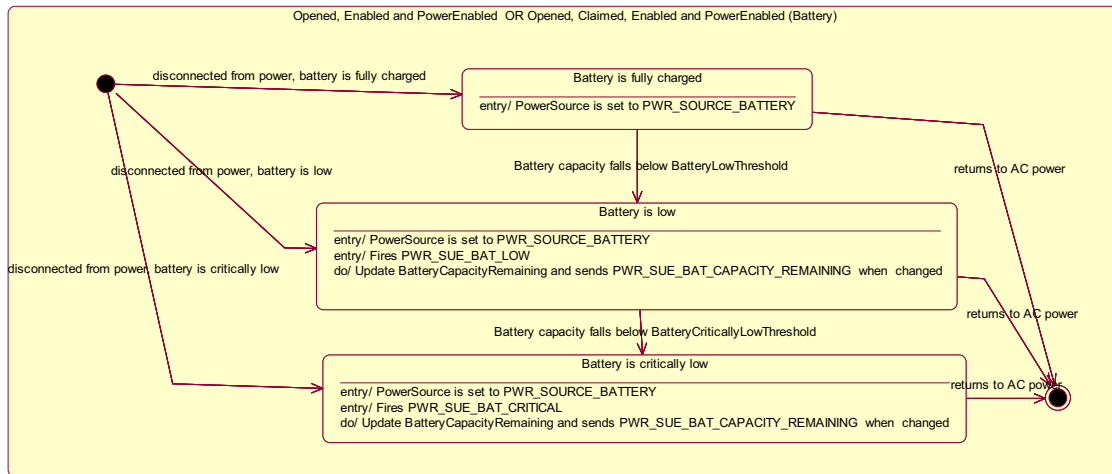 Opened, Enabled and PowerEnabled  OR Opened, Claimed, Enabled and PowerEnabled (Battery)
disconnected from power, battery is fully charged
Battery is fully charged
entry/ PowerSource is set to PWR_SOURCE_BATTERY
Battery capacity falls below BatteryLowThreshold
returns to AC power
disconnected from power, battery is low
Battery is low
entry/ PowerSource is set to PWR_SOURCE_BATTERY
entry/ Fires PWR_SUE_BAT_LOW
do/ Update BatteryCapacityRemaining and sends PWR_SUE_BAT_CAPACITY_REMAINING  when  changed
disconnected from power, battery is critically low
returns to AC power
Battery capacity falls below BatteryCriticallyLowThreshold
Battery is critically low
entry/ PowerSource is set to PWR_SOURCE_BATTERY
entry/ Fires PWR_SUE_BAT_CRITICAL
do/ Update BatteryCapacityRemaining and sends PWR_SUE_BAT_CAPACITY_REMAINING  when  changed
returns to AC power